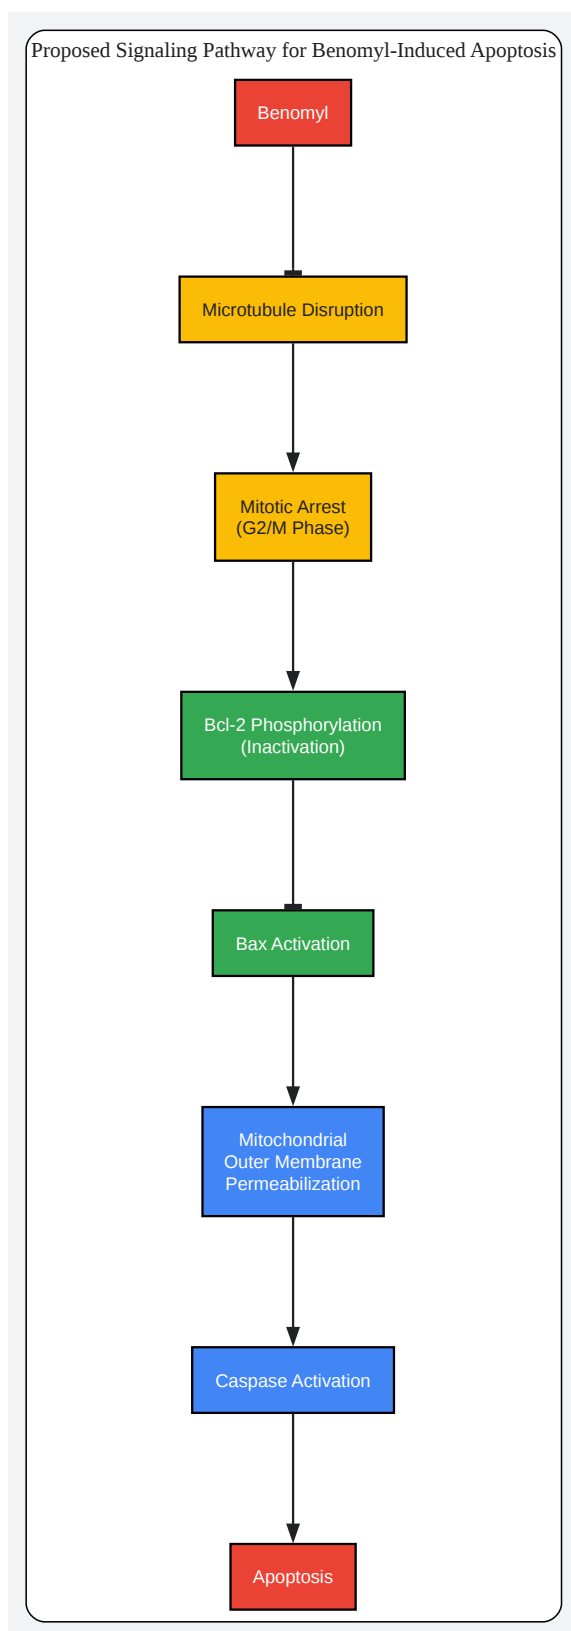 Proposed Signaling Pathway for Benomyl-Induced Apoptosis
Benomyl
Microtubule Disruption
Mitotic Arrest
(G2/M Phase)
Bcl-2 Phosphorylation
(Inactivation)
Bax Activation
Mitochondrial
Outer Membrane
Permeabilization
Caspase Activation
Apoptosis